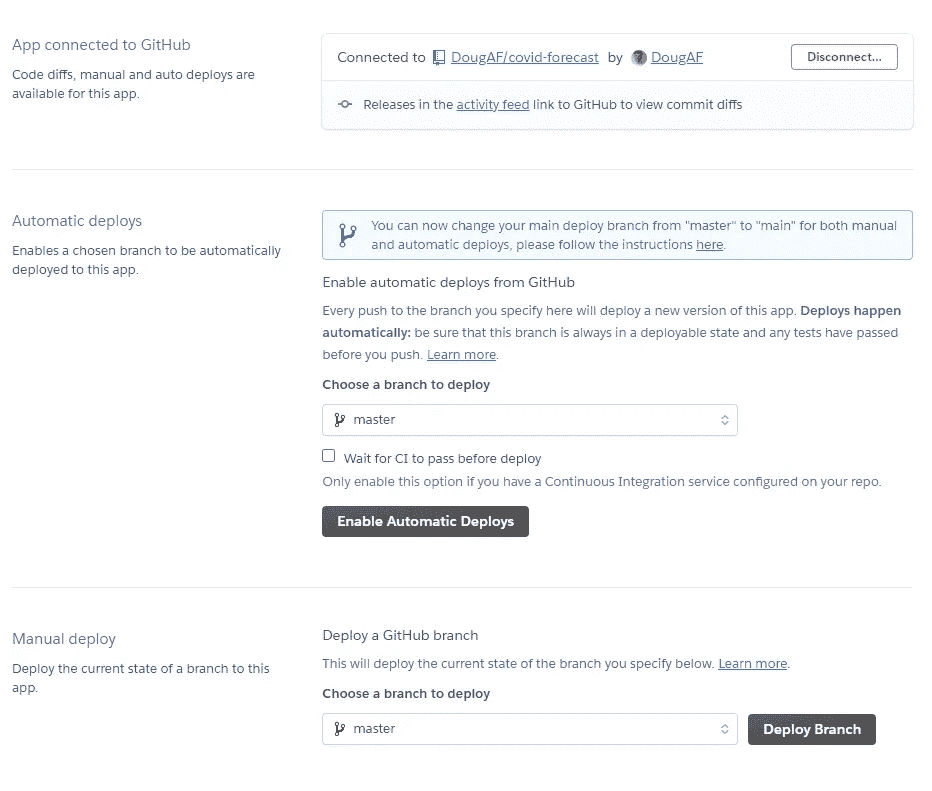 App connected to GitHub
Code diffs, manual and auto deploys are
available for this app.
Connected to DougAF/covid-forecast by DougAF
Disconnect...
Releases in the activity feed link to GitHub to view commit diffs
Automatic deploys
Enables a chosen branch to be automatically
deployed to this app.
You can now change your main deploy branch from "master" to "main" for both manual
and automatic deploys, please follow the instructions here.
Enable automatic deploys from GitHub
Every push to the branch you specify here will deploy a new version of this app. Deploys happen
automatically: be sure that this branch is always in a deployable state and any tests have passed
before you push. Learn more.
Choose a branch to deploy
master
Wait for CI to pass before deploy
Only enable this option if you have a Continuous Integration service configured on your repo.
Enable Automatic Deploys
Manual deploy
Deploy the current state of a branch to this
app.
Deploy a GitHub branch
This will deploy the current state of the branch you specify below. Learn more.
Choose a branch to deploy
master
Deploy Branch